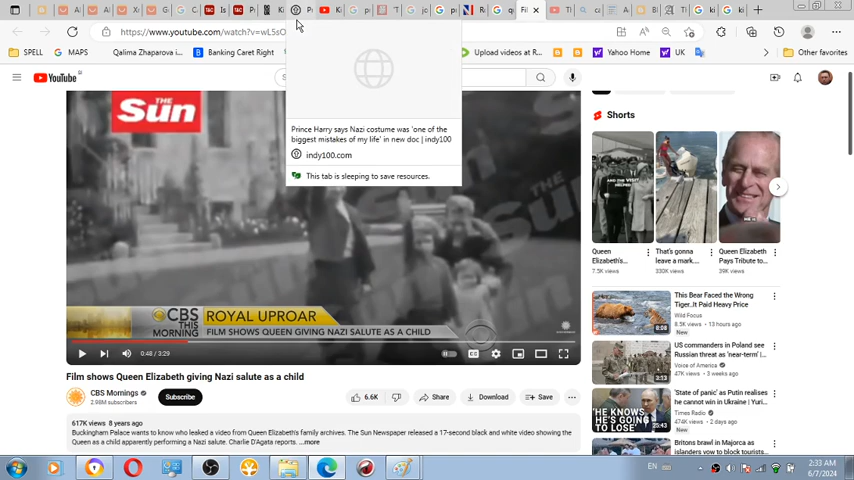 https://www.youtube.com/watch?v=wL5sO
SPELL
MAPS
Qalima Zhaparova i...
Banking Caret Right
Upload videos at R...
Yahoo Home
UK
Other favorites
YouTube
THE
Sun
Prince Harry says Nazi costume was 'one of the
biggest mistakes of my life' in new doc | indy100
indy100.com
This tab is sleeping to save resources.
CBS
THIS
MORNING
ROYAL UPROAR
FILM SHOWS QUEEN GIVING NAZI SALUTE AS A CHILD
0:48 / 3:29
Film shows Queen Elizabeth giving Nazi salute as a child
CBS Mornings
2.98M subscribers
Subscribe
6.6K
Share
Download
Save
617K views 8 years ago
Buckingham Palace wants to know who leaked a video from Queen Elizabeth's family archives. The Sun Newspaper released a 17-second black and white video showing the
Queen as a child apparently performing a Nazi salute. Charlie D'Agata reports. ...more
Shorts
AND THE VISIT
HELPED
ME IS
Queen
Elizabeth's...
7.5K views
That's gonna
leave a mark...
330K views
Queen Elizabeth
Pays Tribute to...
39K views
This Bear Faced the Wrong
Tiger...It Paid Heavy Price
Wild Focus
8.5K views • 13 hours ago
New
8:08
US commanders in Poland see
Russian threat as 'near-term' |...
Voice of America
47K views • 3 weeks ago
3:53
'State of panic' as Putin realises
he cannot win in Ukraine | Yuri...
Times Radio
474K views • 2 days ago
New
'HE KNOWS
HE'S GOING
TO LOSE'
25:43
Britons brawl in Majorca as
islanders vow to block tourists...
EN
2:33 AM
6/7/2024